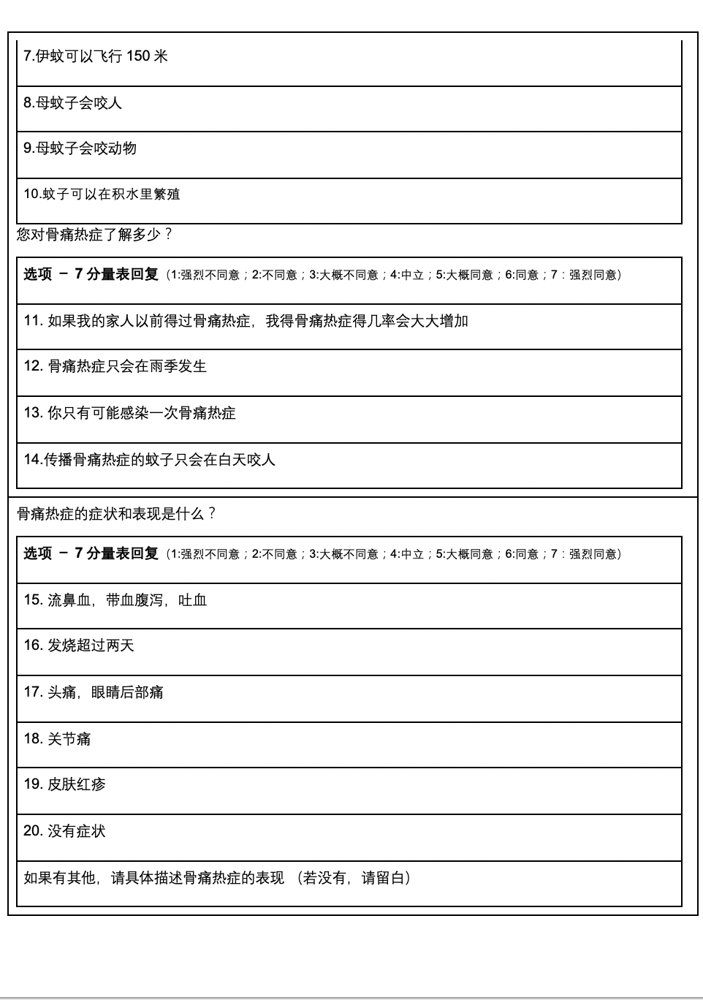 7.伊蚊可以飞行 150 米
8.母蚊子会咬人
9.母蚊子会咬动物
10.蚊子可以在积水里繁殖
您对骨痛热症了解多少？
选项 – 7 分量表回复（1:强烈不同意；2:不同意；3:大概不同意；4:中立；5:大概同意；6:同意；7：强烈同意）
11. 如果我的家人以前得过骨痛热症，我得骨痛热症得几率会大大增加
12. 骨痛热症只会在雨季发生
13. 你只有可能感染一次骨痛热症
14.传播骨痛热症的蚊子只会在白天咬人
骨痛热症的症状和表现是什么？
选项 – 7 分量表回复（1:强烈不同意；2:不同意；3:大概不同意；4:中立；5:大概同意；6:同意；7：强烈同意）
15. 流鼻血，带血腹泻，吐血
16. 发烧超过两天
17. 头痛，眼睛后部痛
18. 关节痛
19. 皮肤红疹
20. 没有症状
如果有其他，请具体描述骨痛热症的表现 （若没有，请留白）